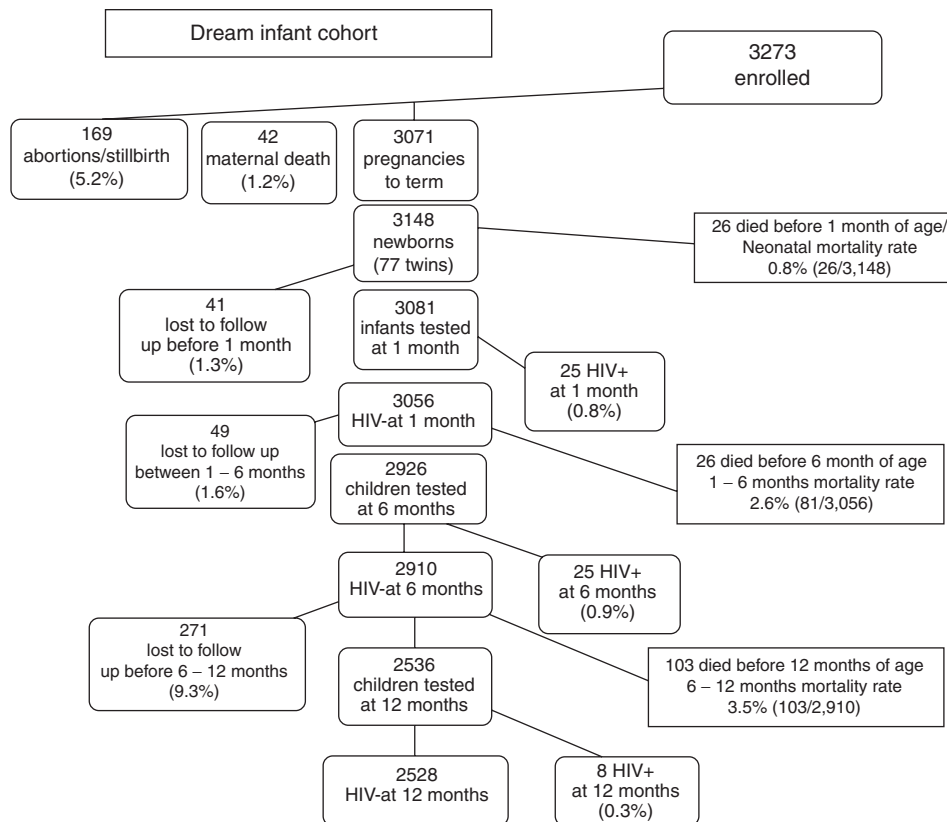 Dream infant cohort
3273
enrolled
169
abortions/stillbirth
(5.2%)
42
maternal death
(1.2%)
3071
pregnancies
to term
3148
newborns
(77 twins)
26 died before 1 month of age/
Neonatal mortality rate
0.8% (26/3,148)
41
lost to follow
up before 1 month
(1.3%)
3081
infants tested
at 1 month
25 HIV+
at 1 month
(0.8%)
3056
HIV-at 1 month
49
lost to follow up
between 1 – 6 months
(1.6%)
26 died before 6 month of age
1 – 6 months mortality rate
2.6% (81/3,056)
2926
children tested
at 6 months
2910
HIV-at 6 months
25 HIV+
at 6 months
(0.9%)
271
lost to follow
up before 6 – 12 months
(9.3%)
2536
children tested
at 12 months
103 died before 12 months of age
6 – 12 months mortality rate
3.5% (103/2,910)
2528
HIV-at 12 months
8 HIV+
at 12 months
(0.3%)